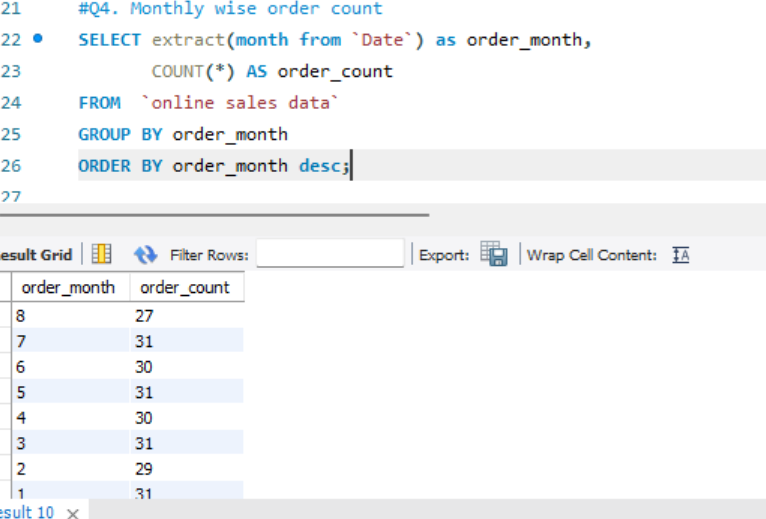 21 #Q4. Monthly wise order count
22 SELECT extract(month from `Date`) as order_month,
23 COUNT(*) AS order_count
24 FROM `online sales data`
25 GROUP BY order_month
26 ORDER BY order_month desc;
27
esult Grid Filter Rows: Export: Wrap Cell Content: IA
order_month order_count
8 27
7 31
6 30
5 31
4 30
3 31
2 29
1 31
esult 10 ×